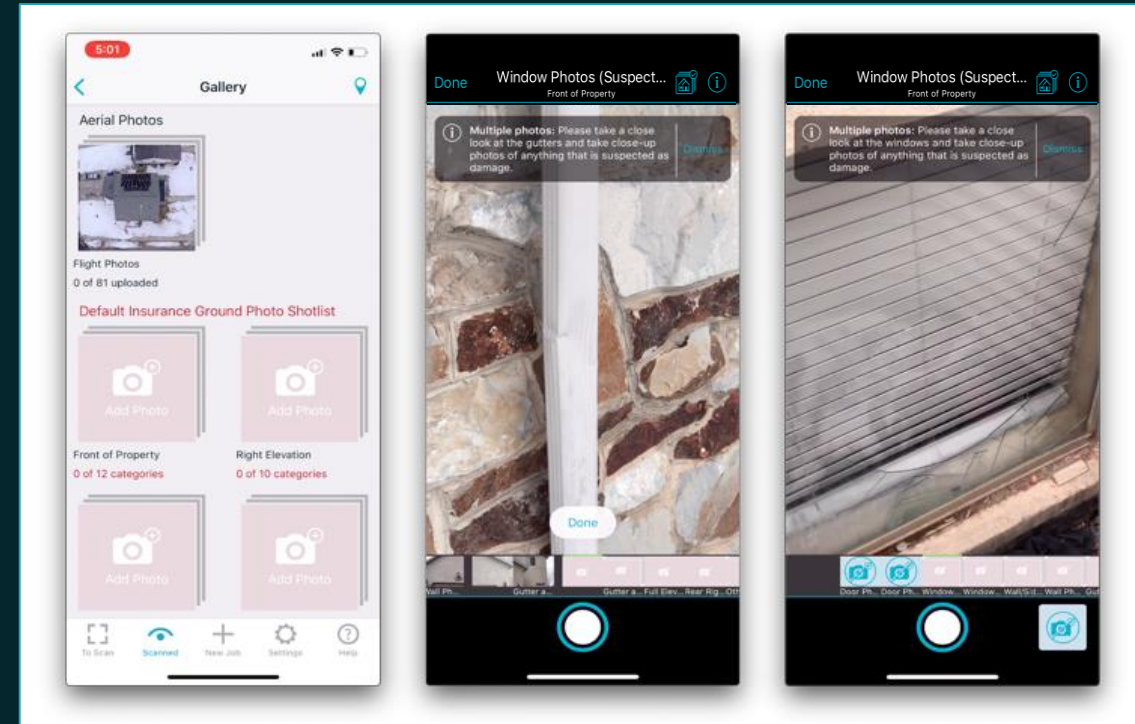 5:01
Gallery
Aerial Photos
Flight Photos
0 of 81 uploaded
Default Insurance Ground Photo Shotlist
Add Photo
Add Photo
Front of Property
0 of 12 categories
Right Elevation
0 of 10 categories
Add Photo
Add Photo
To Scan
Scanned
New Job
Settings
Help
Done
Window Photos (Suspect...
Front of Property
Multiple photos: Please take a close
look at the gutters and take close-up
photos of anything that is suspected as
damage.
Dismiss
Done
Wall Ph...
Gutter a...
Gutter a...
Full Elev...
Rear Rig...
Oth
Done
Window Photos (Suspect...
Front of Property
Multiple photos: Please take a close
look at the windows and take close-up
photos of anything that is suspected as
damage.
Dismiss
Door Ph...
Door Ph...
Window...
Window...
Wall/Sid...
Wall Ph...
Gut